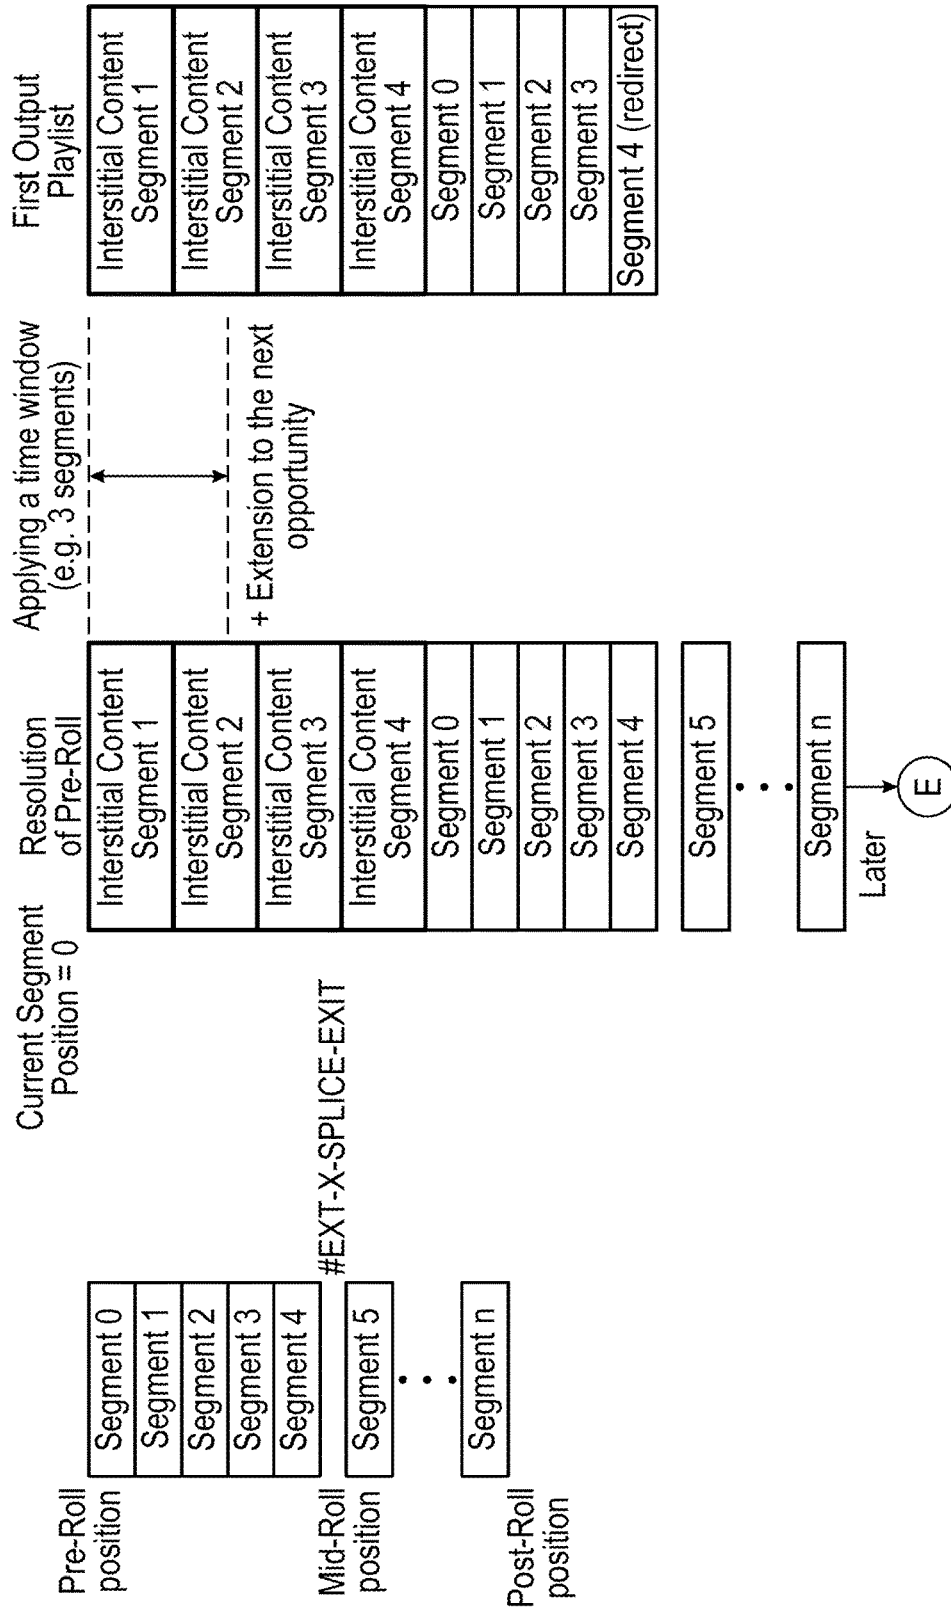 Pre-Roll
position
Segment 0
Segment 1
Segment 2
Segment 3
Segment 4
Mid-Roll
position
#EXT-X-SPLICE-EXIT
Segment 5
Segment n
Post-Roll
position
Current Segment
Position = 0
Resolution
of Pre-Roll
Interstitial Content
Segment 1
Interstitial Content
Segment 2
Interstitial Content
Segment 3
Interstitial Content
Segment 4
Segment 0
Segment 1
Segment 2
Segment 3
Segment 4
Segment 5
Segment n
Later
E
Applying a time window
(e.g. 3 segments)
+ Extension to the next
opportunity
First Output
Playlist
Interstitial Content
Segment 1
Interstitial Content
Segment 2
Interstitial Content
Segment 3
Interstitial Content
Segment 4
Segment 0
Segment 1
Segment 2
Segment 3
Segment 4 (redirect)